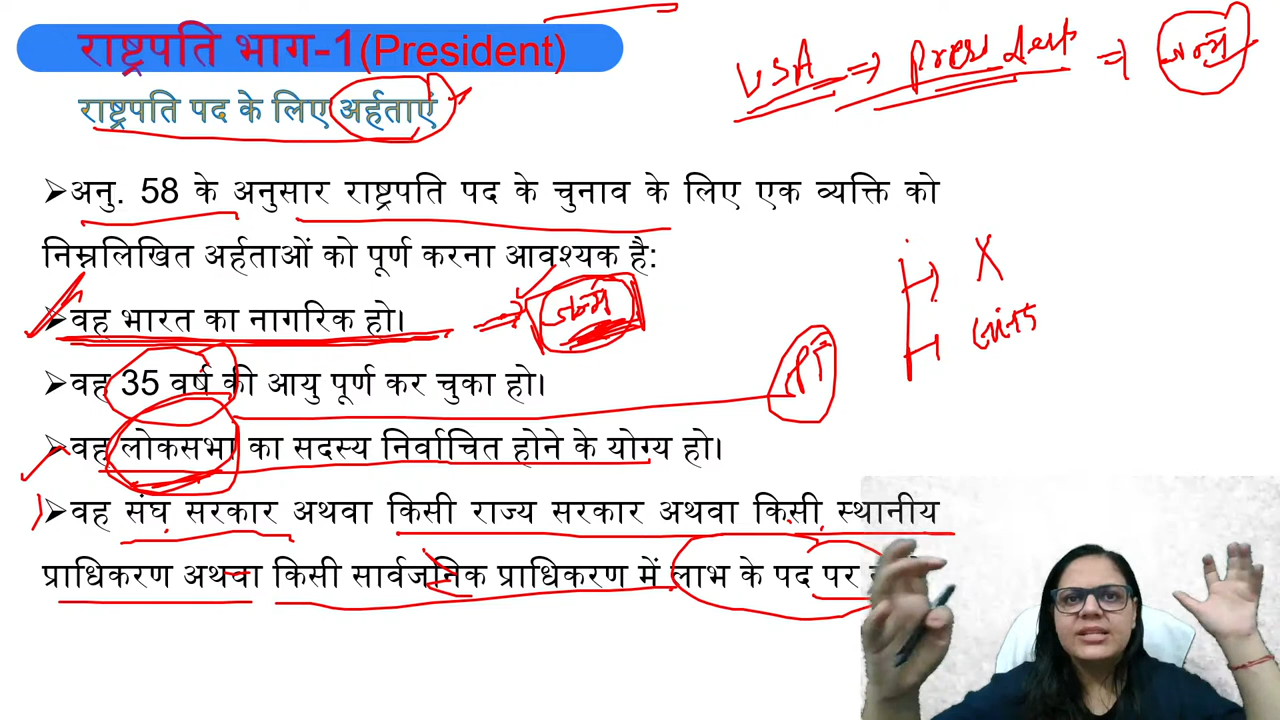 राष्ट्रपति भाग-1(President)
USA ⇒ President ⇒ जन्म
राष्ट्रपति पद के लिए अर्हताएं
➢अनु. 58 के अनुसार राष्ट्रपति पद के चुनाव के लिए एक व्यक्ति को
निम्नलिखित अर्हताओं को पूर्ण करना आवश्यक है:
➢वह भारत का नागरिक हो। ⇒ जन्म
➢वह 35 वर्ष की आयु पूर्ण कर चुका हो।
➢वह लोकसभा का सदस्य निर्वाचित होने के योग्य हो।
➢वह संघ सरकार अथवा किसी राज्य सरकार अथवा किसी स्थानीय
प्राधिकरण अथवा किसी सार्वजनिक प्राधिकरण में लाभ के पद पर